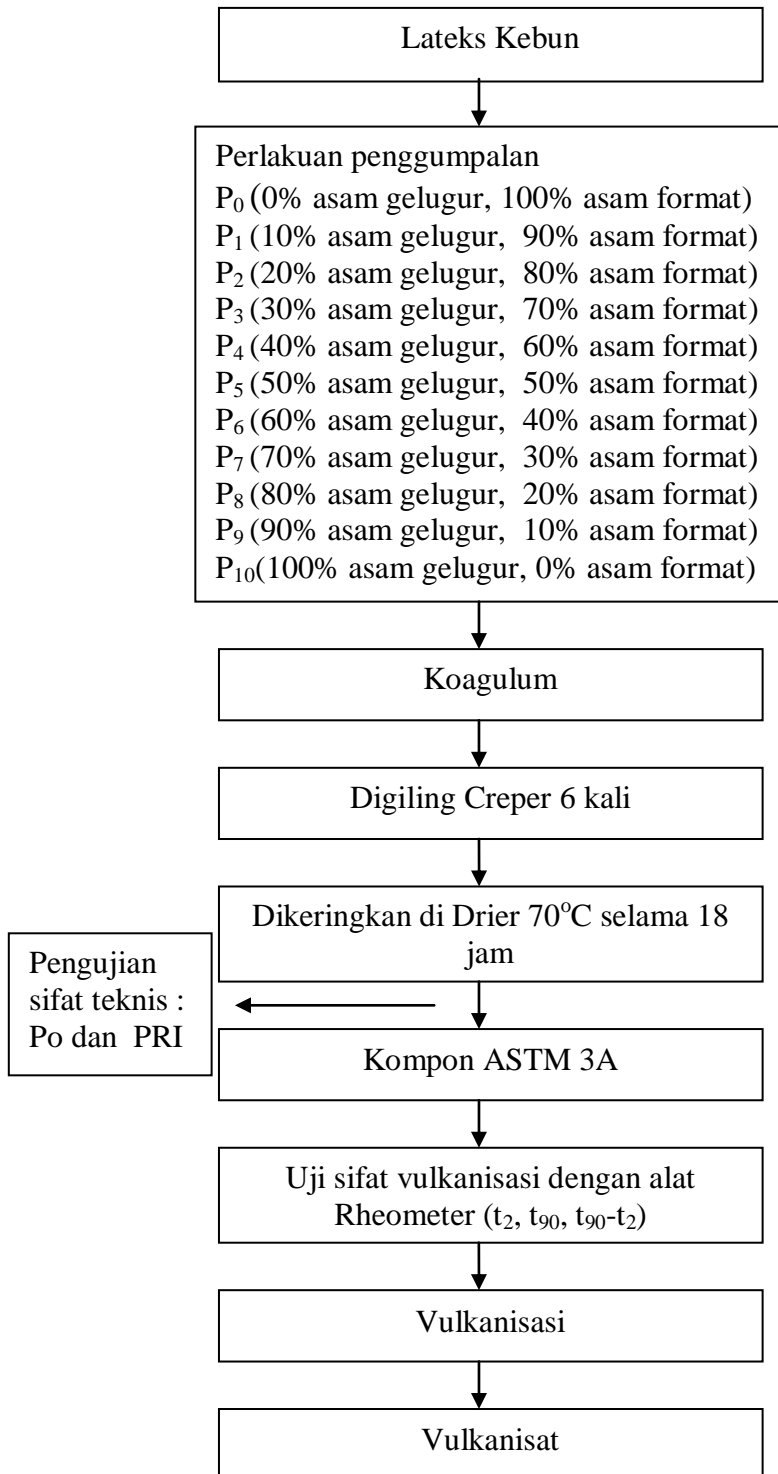 Lateks Kebun
Perlakuan penggumpalan
P₀ (0% asam gelugur, 100% asam format)
P₁ (10% asam gelugur, 90% asam format)
P₂ (20% asam gelugur, 80% asam format)
P₃ (30% asam gelugur, 70% asam format)
P₄ (40% asam gelugur, 60% asam format)
P₅ (50% asam gelugur, 50% asam format)
P₆ (60% asam gelugur, 40% asam format)
P₇ (70% asam gelugur, 30% asam format)
P₈ (80% asam gelugur, 20% asam format)
P₉ (90% asam gelugur, 10% asam format)
P₁₀(100% asam gelugur, 0% asam format)
Koagulum
Digiling Creper 6 kali
Dikeringkan di Drier 70°C selama 18
jam
Pengujian
sifat teknis :
Po dan PRI
Kompon ASTM 3A
Uji sifat vulkanisasi dengan alat
Rheometer (t₂, t₉₀, t₉₀-t₂)
Vulkanisasi
Vulkanisat